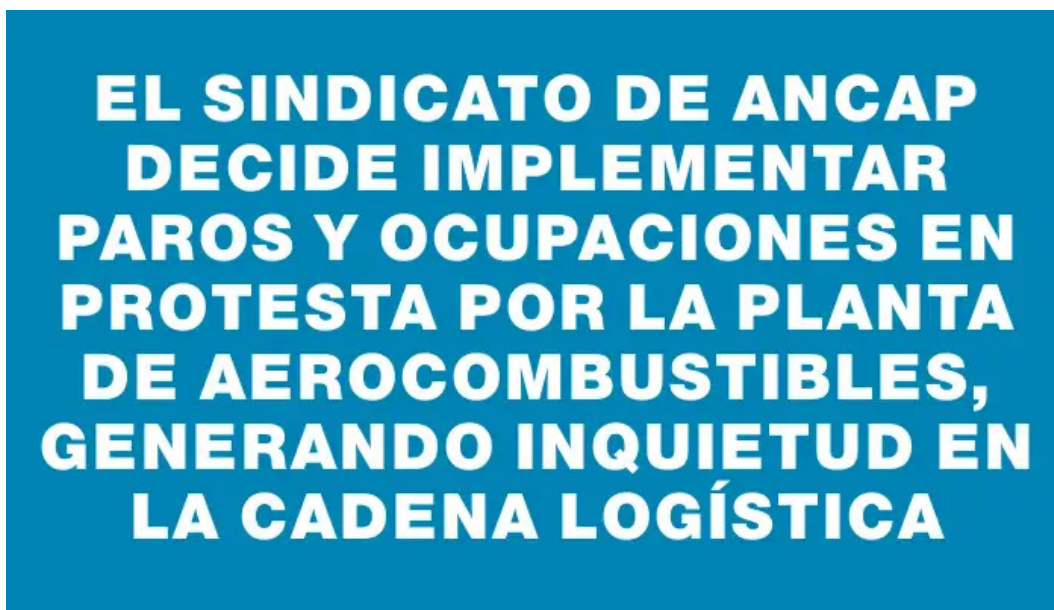 EL SINDICATO DE ANCAP
DECIDE IMPLEMENTAR
PAROS Y OCUPACIONES EN
PROTESTA POR LA PLANTA
DE AEROCOMBUSTIBLES,
GENERANDO INQUIETUD EN
LA CADENA LOGÍSTICA